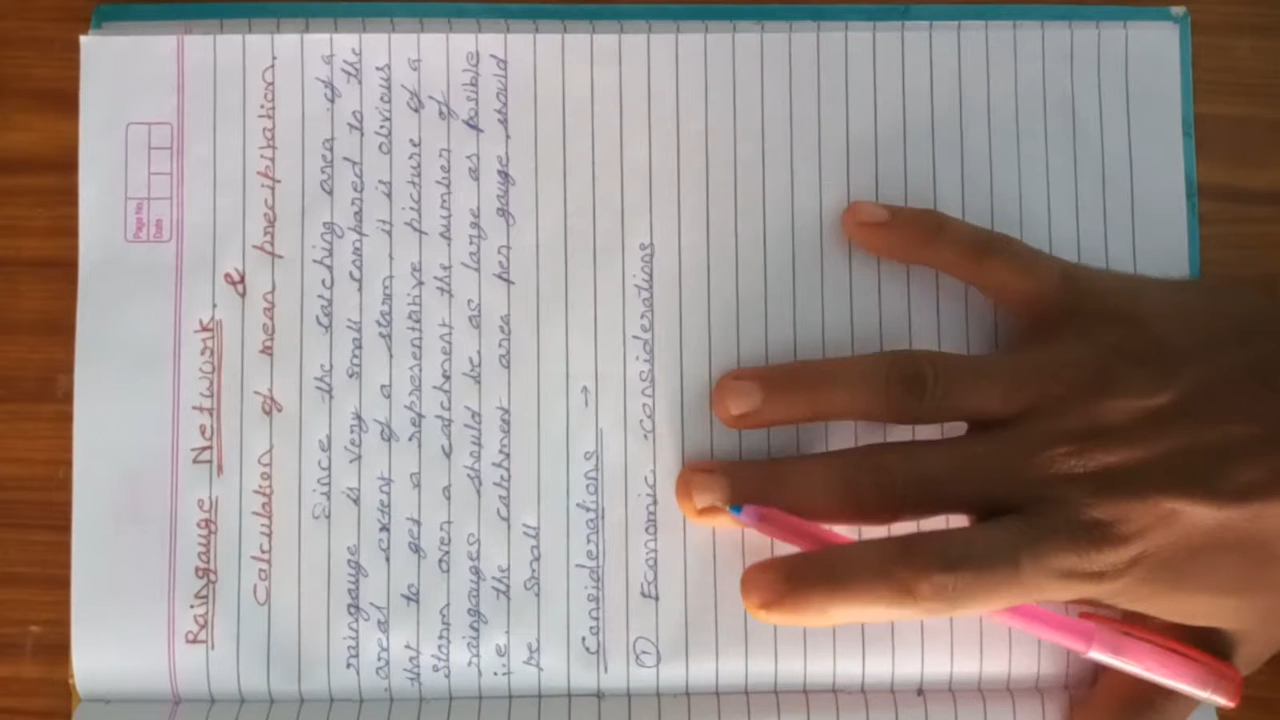 Page No.
Date
Raingauge Network.
&
Calculation of mean precipitation.
Since the catching area of a
raingauge is very small compared to the
areal extent of a storm, it is obvious
that to get a representative picture of a
storm over a catchment the number of
raingauges should be as large as posible
i.e. the catchment area per gauge should
be small
Considerations →
① Economic considerations